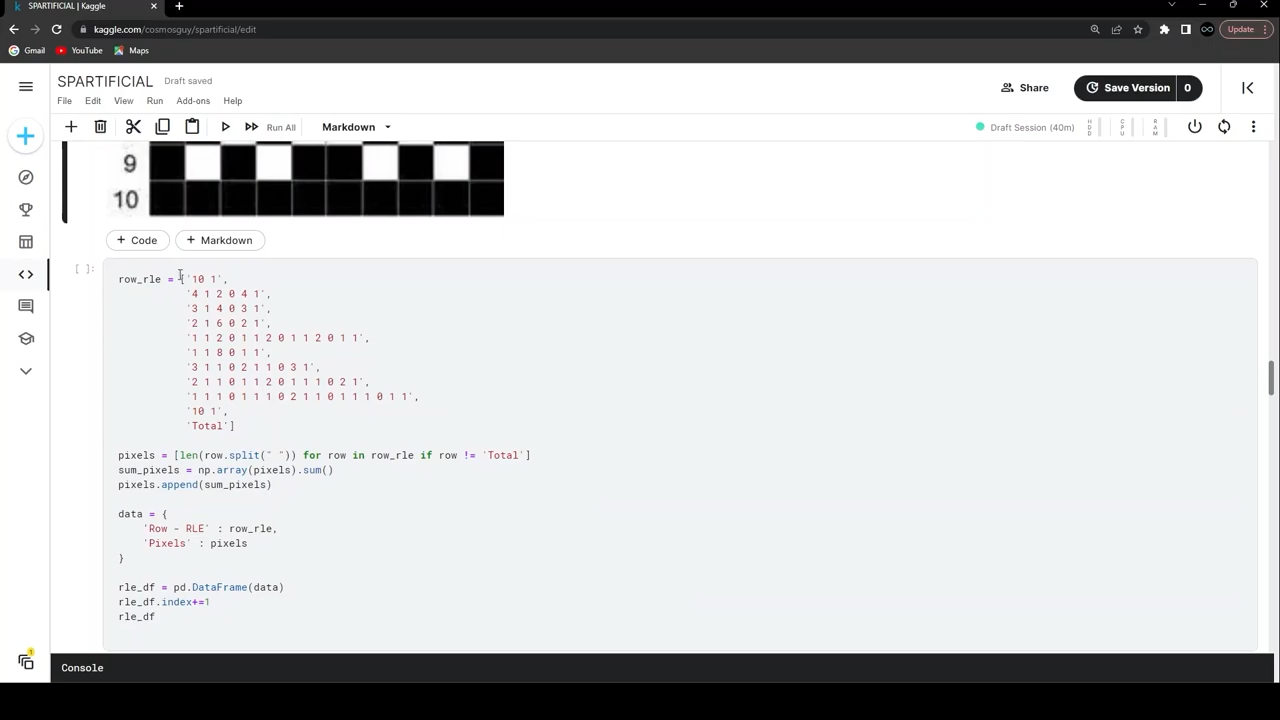 SPARTIFICIAL | Kaggle
kaggle.com/cosmosguy/spartificial/edit
Update
Gmail YouTube Maps
SPARTIFICIAL Draft saved
Share
Save Version 0
File Edit View Run Add-ons Help
Run All
Markdown
Draft Session (40m)
HDD
CPU
RAM
9
10
+ Code + Markdown
[ ]:
row_rle = ['10 1',
'4 1 2 0 4 1',
'3 1 4 0 3 1',
'2 1 6 0 2 1',
'1 1 2 0 1 1 2 0 1 1 2 0 1 1',
'1 1 8 0 1 1',
'3 1 1 0 2 1 1 0 3 1',
'2 1 1 0 1 1 2 0 1 1 1 0 2 1',
'1 1 1 0 1 1 1 0 2 1 1 0 1 1 1 0 1 1',
'10 1',
'Total']
pixels = [len(row.split(" ")) for row in row_rle if row != 'Total']
sum_pixels = np.array(pixels).sum()
pixels.append(sum_pixels)
data = {
'Row - RLE' : row_rle,
'Pixels' : pixels
}
rle_df = pd.DataFrame(data)
rle_df.index+=1
rle_df
1
Console